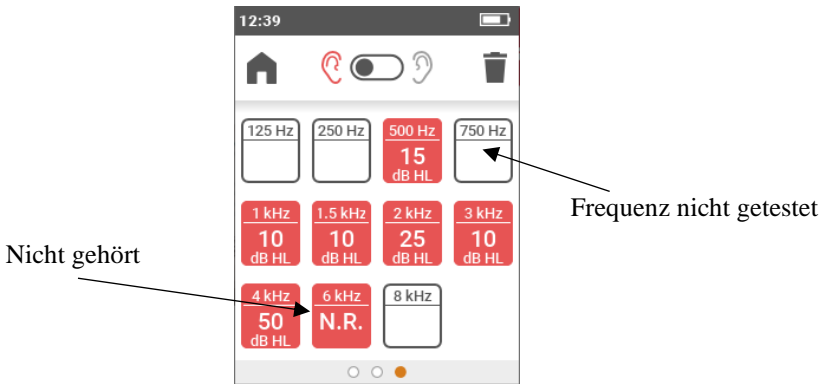 12:39
125 Hz 250 Hz 500 Hz 750 Hz
15
dB HL
Frequenz nicht getestet
1 kHz 1.5 kHz 2 kHz 3 kHz
10 10 25 10
dB HL dB HL dB HL dB HL
Nicht gehört
4 kHz 6 kHz 8 kHz
50 N.R.
dB HL